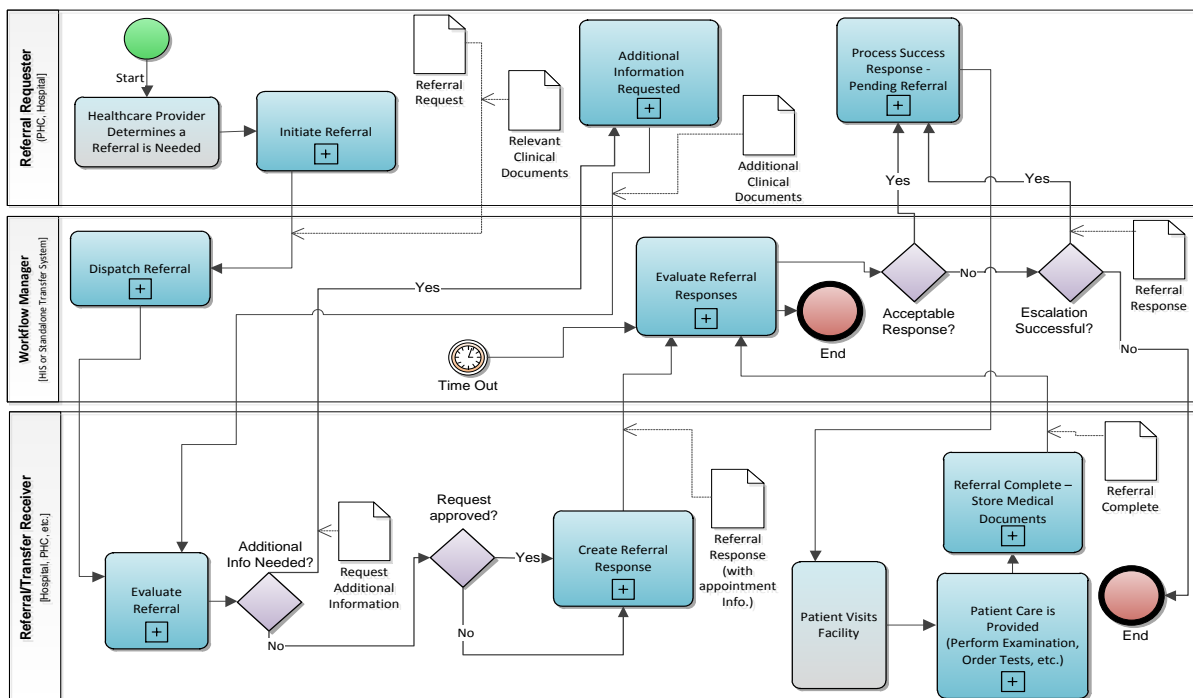 Referral Requester
(PHC, Hospital)
Start
Healthcare Provider
Determines a
Referral is Needed
Initiate Referral
Referral
Request
Relevant
Clinical
Documents
Additional
Information
Requested
Additional
Clinical
Documents
Process Success
Response -
Pending Referral
Yes
Yes
Workflow Manager
[HIS or Standalone Transfer System]
Dispatch Referral
Yes
Evaluate Referral
Responses
Time Out
End
Acceptable
Response?
No
Escalation
Successful?
Referral
Response
No
Referral/Transfer Receiver
[Hospital, PHC, etc.]
Evaluate
Referral
Additional
Info Needed?
No
Request
Additional
Information
Request
approved?
Yes
No
Create Referral
Response
Referral
Response
(with
appointment
Info.)
Patient Visits
Facility
Referral Complete –
Store Medical
Documents
Referral
Complete
Patient Care is
Provided
(Perform Examination,
Order Tests, etc.)
End